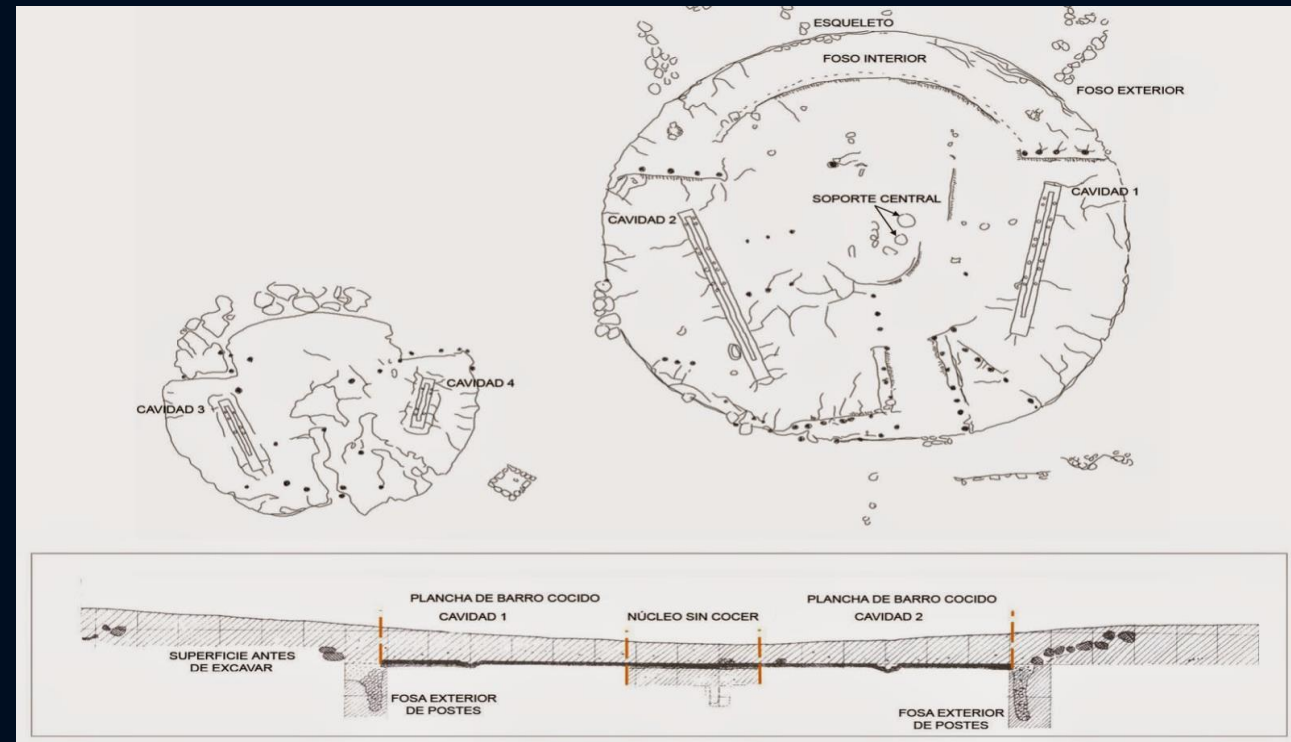 ESQUELETO
FOSO INTERIOR
FOSO EXTERIOR
CAVIDAD 1
SOPORTE CENTRAL
CAVIDAD 2
CAVIDAD 4
CAVIDAD 3
PLANCHA DE BARRO COCIDO
CAVIDAD 1
NÚCLEO SIN COCER
PLANCHA DE BARRO COCIDO
CAVIDAD 2
SUPERFICIE ANTES
DE EXCAVAR
FOSA EXTERIOR
DE POSTES
FOSA EXTERIOR
DE POSTES